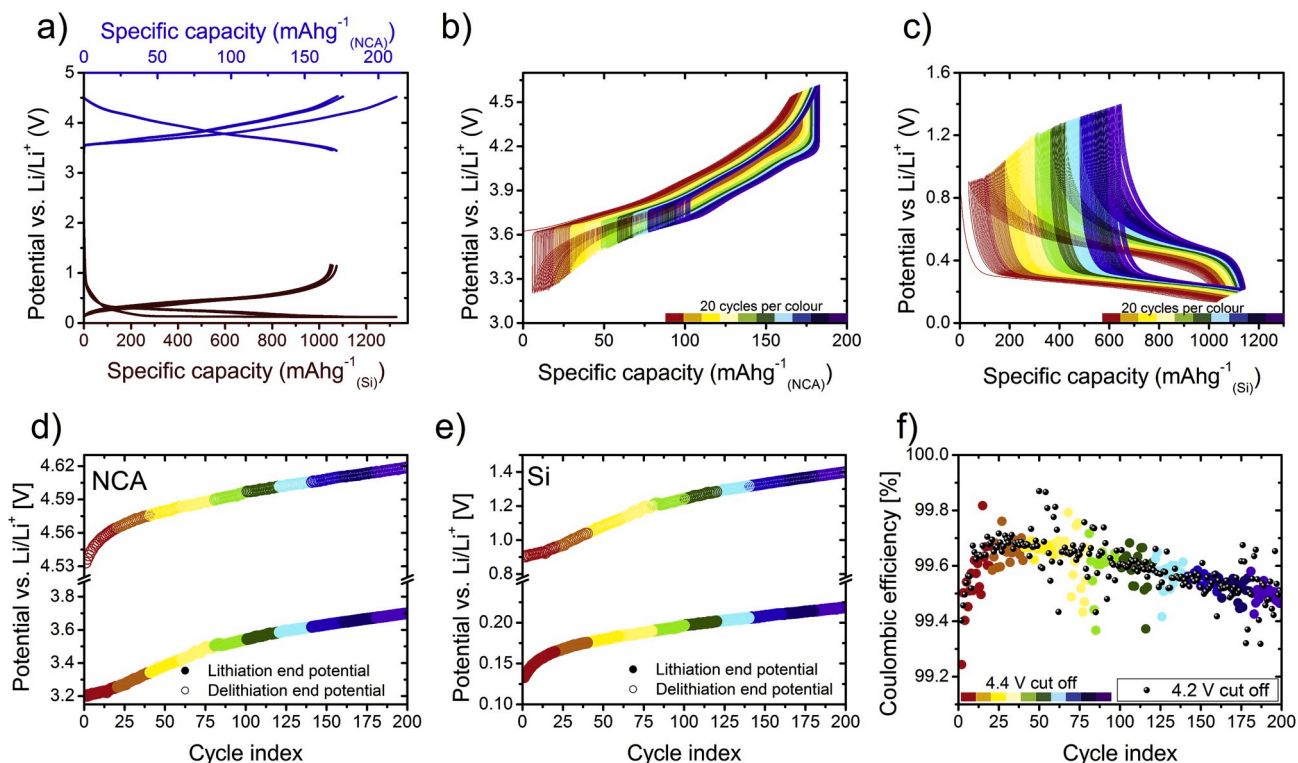 a)
Specific capacity (mAhg⁻¹(NCA))
0 50 100 150 200
Potential vs. Li/Li⁺ (V)
5
4
3
2
1
0
0 200 400 600 800 1000 1200
Specific capacity (mAhg⁻¹(Si))
b)
Potential vs. Li/Li⁺ (V)
4.5
4.2
3.9
3.6
3.3
3.0
20 cycles per colour
0 50 100 150 200
Specific capacity (mAhg⁻¹(NCA))
c)
Potential vs Li/Li⁺ (V)
1.6
1.2
0.8
0.4
0.0
20 cycles per colour
0 200 400 600 800 1000 1200
Specific capacity (mAhg⁻¹(Si))
d)
NCA
Potential vs. Li/Li⁺ [V]
4.62
4.59
4.56
4.53
3.8
3.6
3.4
3.2
Lithiation end potential
Delithiation end potential
0 25 50 75 100 125 150 175 200
Cycle index
e)
Si
Potential vs. Li/Li⁺ [V]
1.4
1.2
1.0
0.8
0.20
0.15
0.10
Lithiation end potential
Delithiation end potential
0 25 50 75 100 125 150 175 200
Cycle index
f)
Coulombic efficiency [%]
100.0
99.8
99.6
99.4
99.2
4.4 V cut off
4.2 V cut off
0 25 50 75 100 125 150 175 200
Cycle index